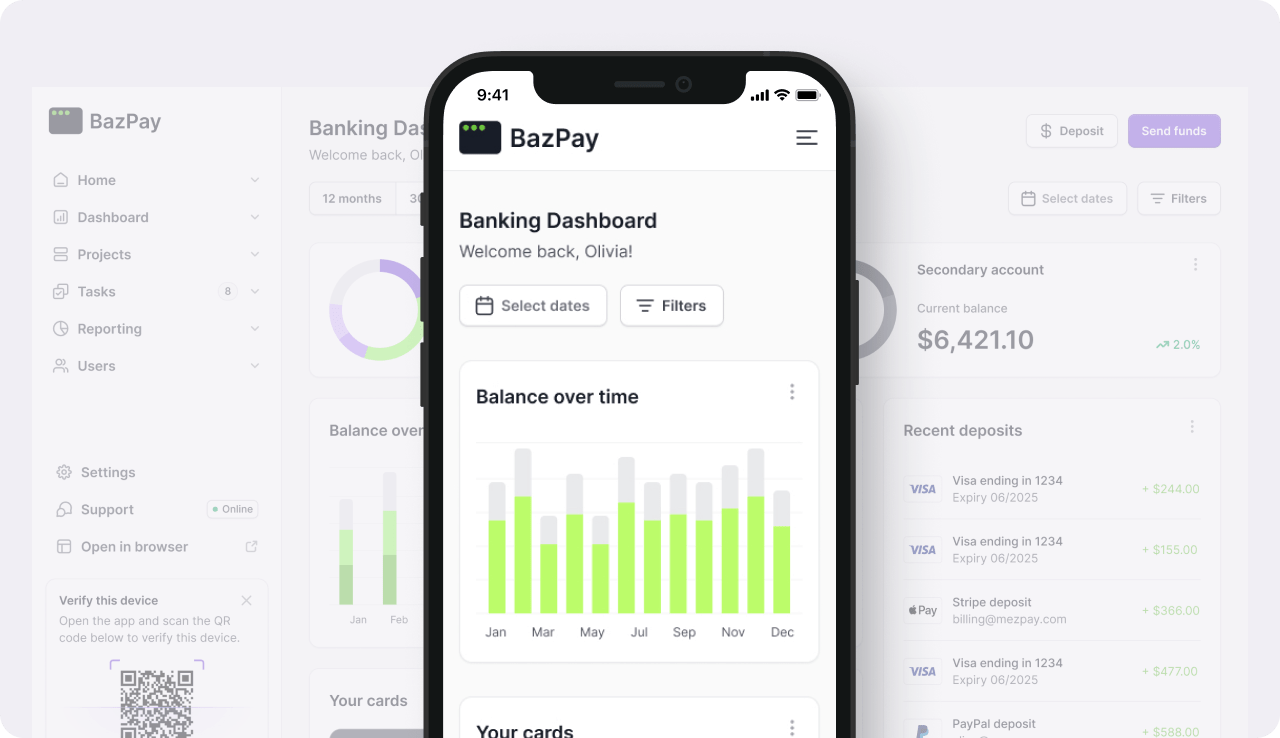 BazPay
Home
Dashboard
Projects
Tasks
8
Reporting
Users
Settings
Support
Online
Open in browser
Verify this device
Open the app and scan the QR
code below to verify this device.
Banking Das
Welcome back, Oli
12 months
30
Balance over
Jan
Feb
Your cards
9:41
BazPay
Banking Dashboard
Welcome back, Olivia!
Select dates
Filters
Balance over time
Jan Mar May Jul Sep Nov Dec
Your cards
Deposit
Send funds
Select dates
Filters
Secondary account
Current balance
$6,421.10
2.0%
Recent deposits
VISA
Visa ending in 1234
Expiry 06/2025
+ $244.00
VISA
Visa ending in 1234
Expiry 06/2025
+ $155.00
Pay
Stripe deposit
billing@mezpay.com
+ $366.00
VISA
Visa ending in 1234
Expiry 06/2025
+ $477.00
PayPal deposit
+ $588.00